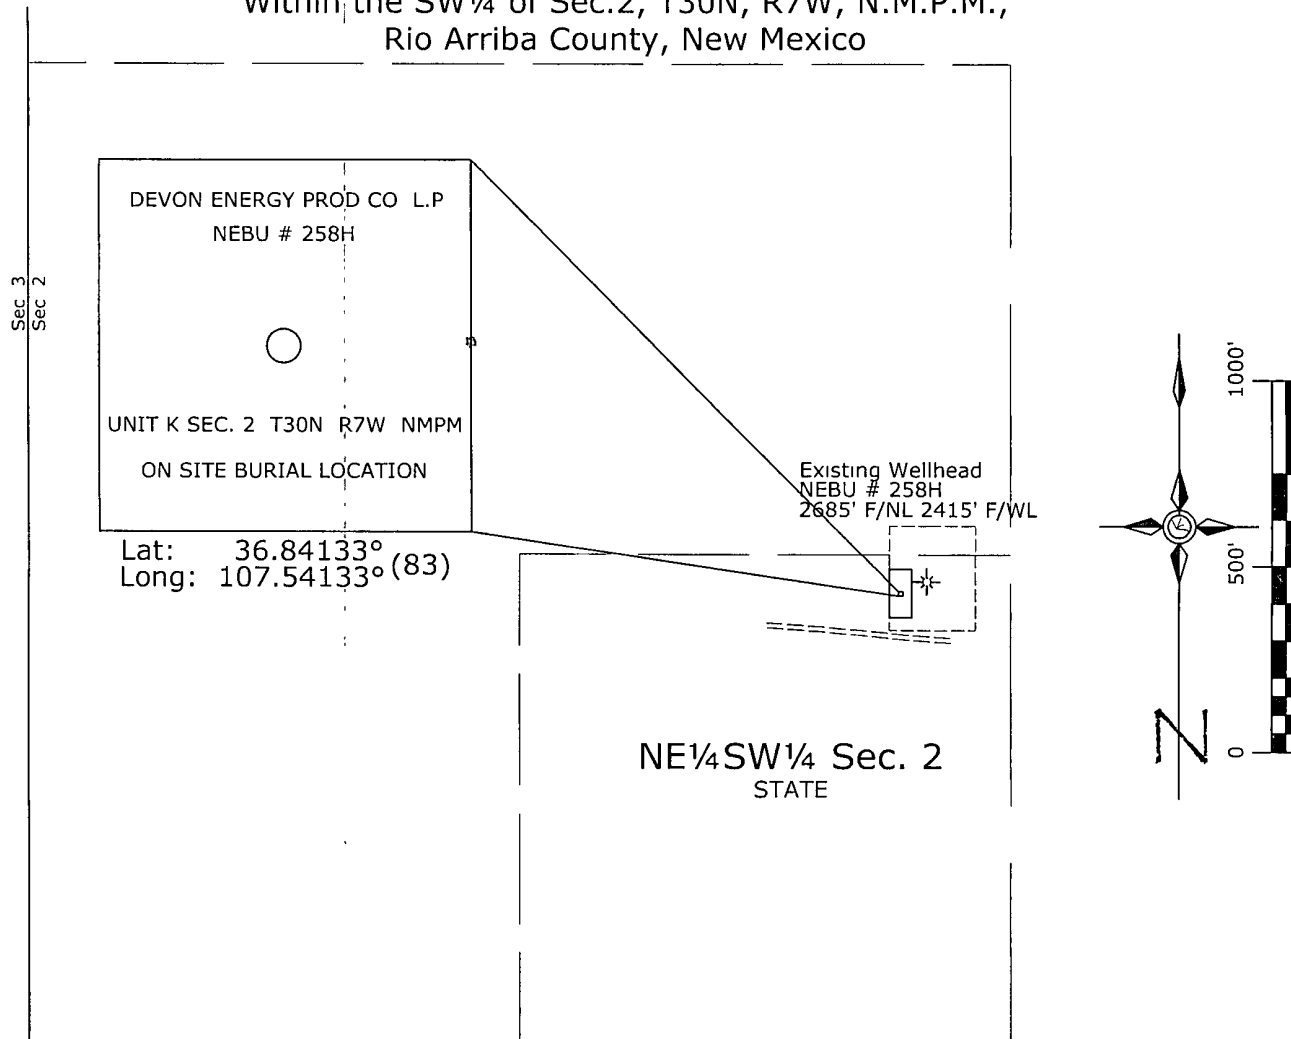 Within the SW¼ of Sec.2, T30N, R7W, N.M.P.M.,
Rio Arriba County, New Mexico
DEVON ENERGY PROD CO L.P
NEBU # 258H
UNIT K SEC. 2 T30N R7W NMPM
ON SITE BURIAL LOCATION
Sec 3
Sec 2
Lat: 36.84133°
Long: 107.54133° (83)
Existing Wellhead
NEBU # 258H
2685' F/NL 2415' F/WL
NE¼SW¼ Sec. 2
STATE
1000'
500'
0
N